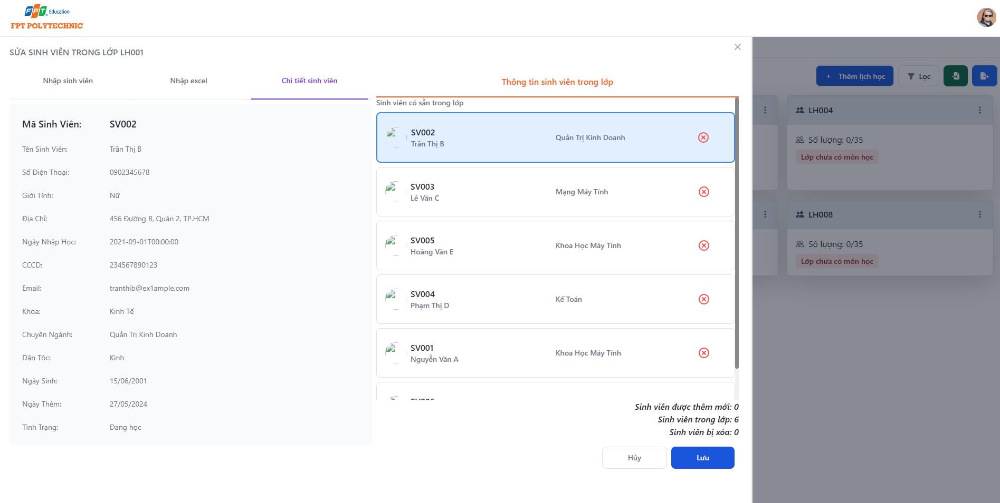 FPT Education
FPT POLYTECHNIC
SỬA SINH VIÊN TRONG LỚP LH001
Nhập sinh viên
Nhập excel
Chi tiết sinh viên
Mã Sinh Viên: SV002
Tên Sinh Viên: Trần Thị B
Số Điện Thoại: 0902345678
Giới Tính: Nữ
Địa Chỉ: 456 Đường B, Quận 2, TP.HCM
Ngày Nhập Học: 2021-09-01T00:00:00
CCCD: 234567890123
Email: tranthib@ex1ample.com
Khoa: Kinh Tế
Chuyên Ngành: Quản Trị Kinh Doanh
Dân Tộc: Kinh
Ngày Sinh: 15/06/2001
Ngày Thêm: 27/05/2024
Tình Trạng: Đang học
Thông tin sinh viên trong lớp
Sinh viên có sẵn trong lớp
SV002
Trần Thị B
Quản Trị Kinh Doanh
SV003
Lê Văn C
Mạng Máy Tính
SV005
Hoàng Văn E
Khoa Học Máy Tính
SV004
Phạm Thị D
Kế Toán
SV001
Nguyễn Văn A
Khoa Học Máy Tính
Sinh viên được thêm mới: 0
Sinh viên trong lớp: 6
Sinh viên bị xóa: 0
Hủy
Lưu
+ Thêm lịch học
Lọc
LH004
Số lượng: 0/35
Lớp chưa có môn học
LH008
Số lượng: 0/35
Lớp chưa có môn học